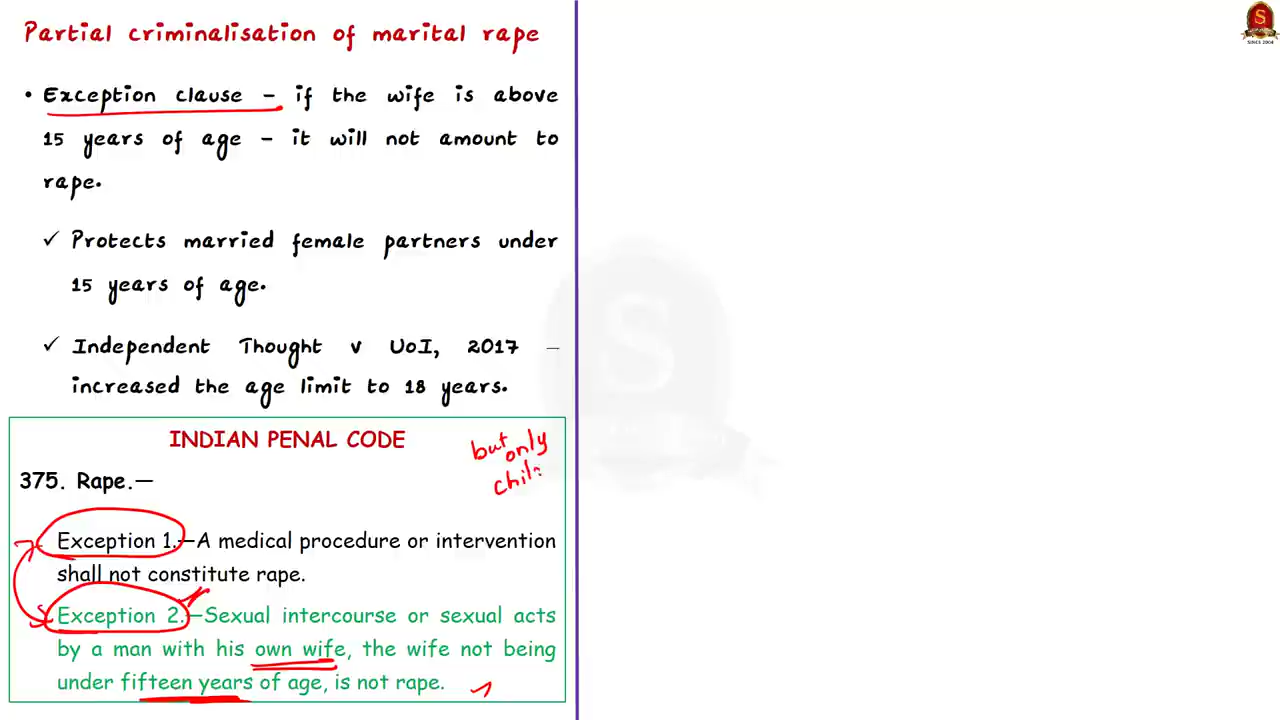 Partial criminalisation of marital rape
• Exception clause - if the wife is above
15 years of age - it will not amount to
rape.
✓ Protects married female partners under
15 years of age.
✓ Independent Thought v UoI, 2017 –
increased the age limit to 18 years.
INDIAN PENAL CODE
but only
375. Rape.—
Exception 1.—A medical procedure or intervention
shall not constitute rape.
Exception 2.—Sexual intercourse or sexual acts
by a man with his own wife, the wife not being
under fifteen years of age, is not rape.
S
SINCE 2004
S